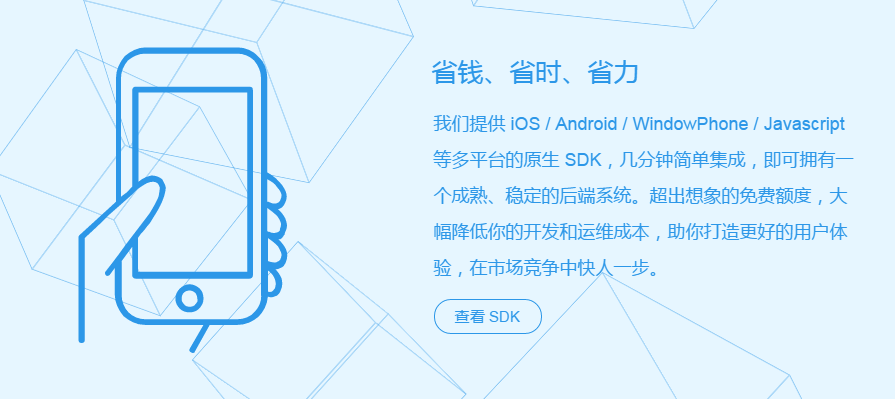 省钱、省时、省力
我们提供 iOS / Android / WindowPhone / Javascript
等多平台的原生 SDK，几分钟简单集成，即可拥有一
个成熟、稳定的后端系统。超出想象的免费额度，大
幅降低你的开发和运维成本，助你打造更好的用户体
验，在市场竞争中快人一步。
查看 SDK